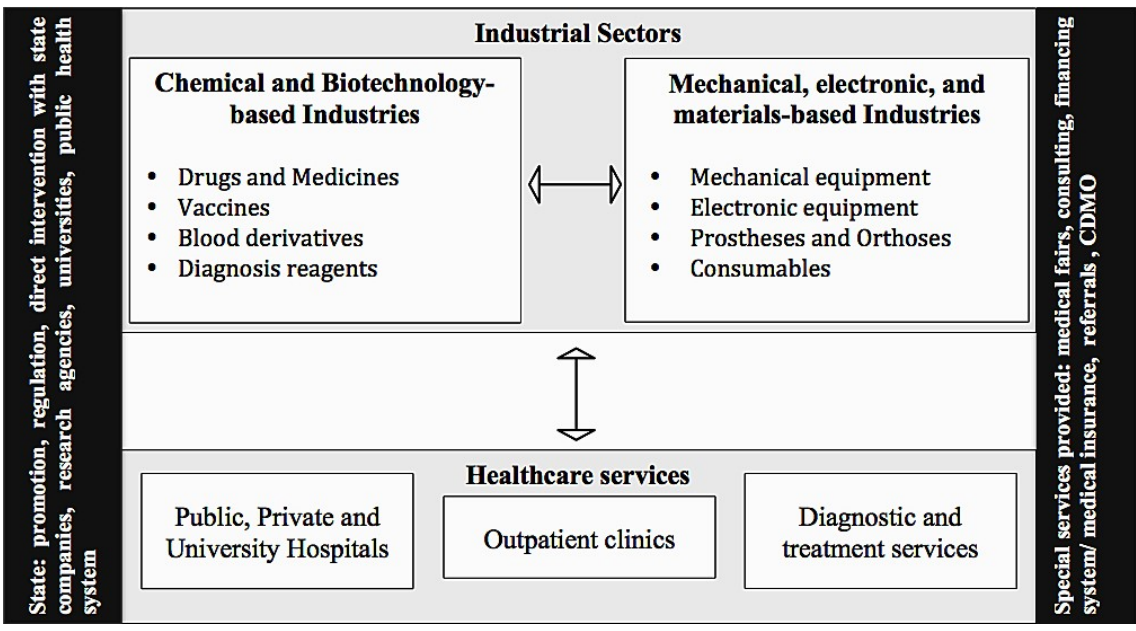 State: promotion, regulation, direct intervention with state
companies, research agencies, universities, public health
system
Industrial Sectors
Chemical and Biotechnology-
based Industries
• Drugs and Medicines
• Vaccines
• Blood derivatives
• Diagnosis reagents
Mechanical, electronic, and
materials-based Industries
• Mechanical equipment
• Electronic equipment
• Prostheses and Orthoses
• Consumables
Healthcare services
Public, Private and
University Hospitals
Outpatient clinics
Diagnostic and
treatment services
Special services provided: medical fairs, consulting, financing
system/ medical insurance, referrals , CDMO